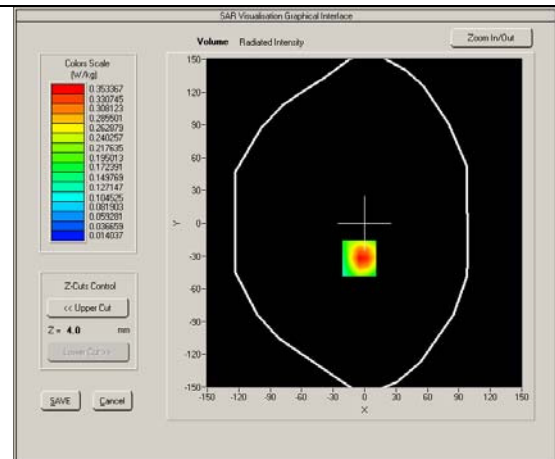 SAR Visualisation Graphical Interface
Volume Radiated Intensity
Zoom In/Out
Colors Scale
(W/kg)
0.353367
0.330745
0.308123
0.285501
0.262879
0.240257
0.217635
0.195013
0.172391
0.149769
0.127147
0.104525
0.081903
0.059281
0.036659
0.014037
Z-Cuts Control
<< Upper Cut
Z = 4.0 mm
Lower Cut >>
SAVE Cancel
150
120
90
60
30
0
-30
-60
-90
-120
-150
Y
-150 -120 -90 -60 -30 0 30 60 90 120 150
X